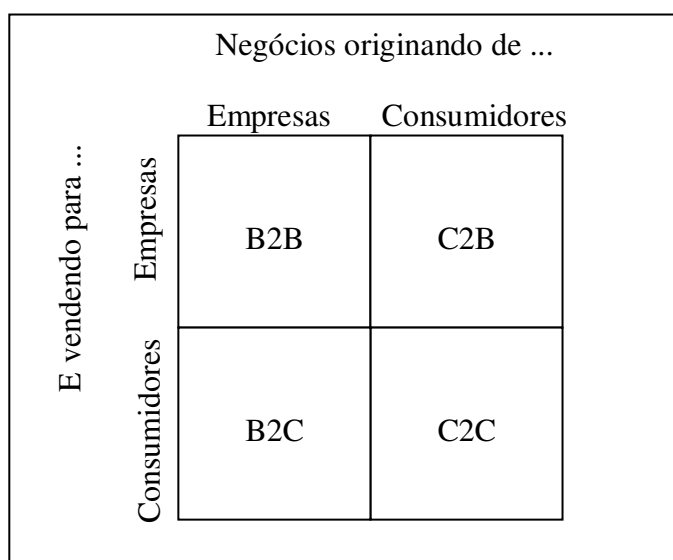 Negócios originando de ...
Empresas Consumidores
E vendendo para ...
Empresas
B2B C2B
Consumidores
B2C C2C